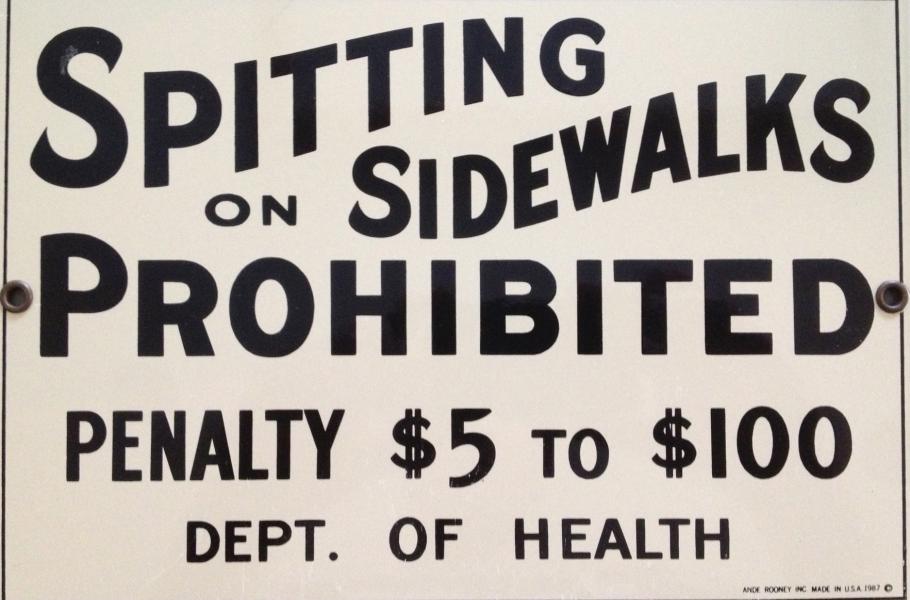 SPITTING
ON SIDEWALKS
PROHIBITED
PENALTY $5 TO $100
DEPT. OF HEALTH
ANDE ROONEY INC. MADE IN U.S.A. 1987 ©